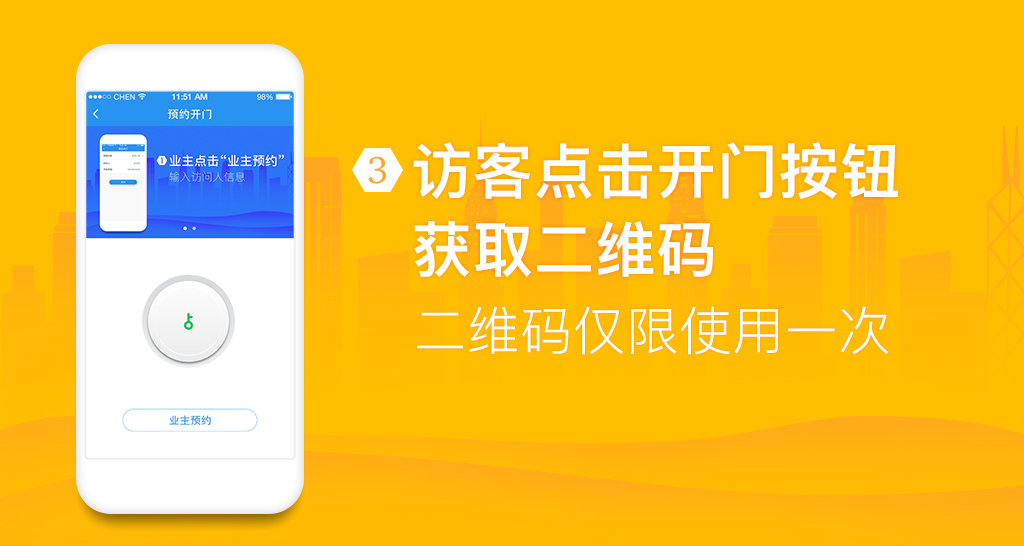 CHEN 11:51 AM 98%
预约开门
1 业主点击“业主预约”
输入访问人信息
业主预约
3 访客点击开门按钮
获取二维码
二维码仅限使用一次